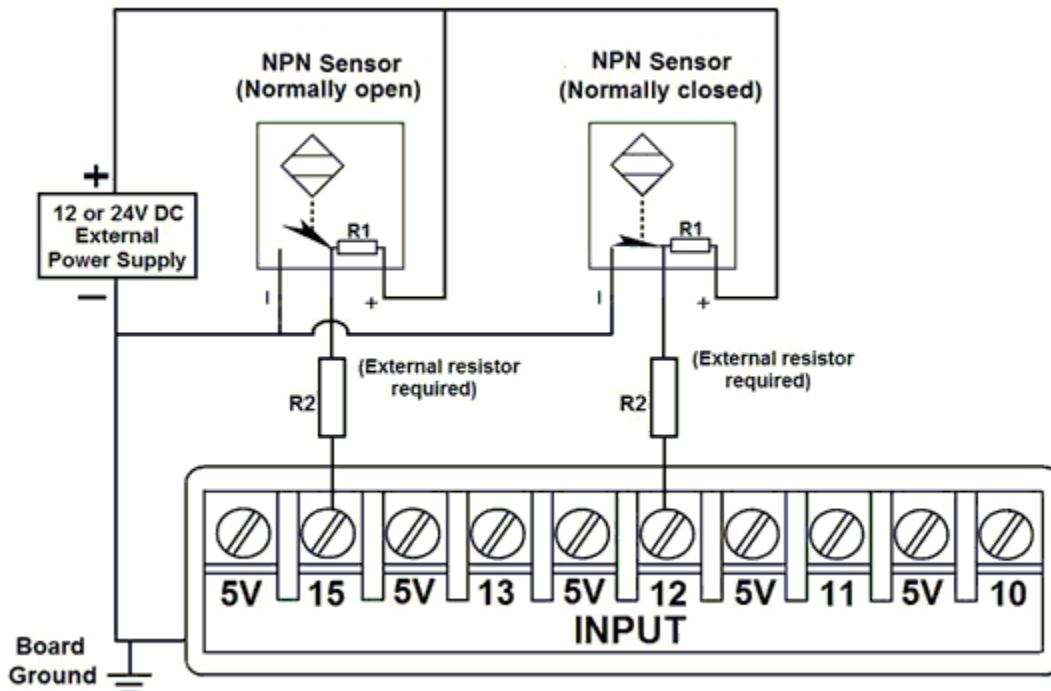 NPN Sensor
(Normally open)
NPN Sensor
(Normally closed)
+
12 or 24V DC
External
Power Supply
−
R1
R1
I
+
I
+
(External resistor
required)
(External resistor
required)
R2
R2
5V 15 5V 13 5V 12 5V 11 5V 10
INPUT
Board
Ground